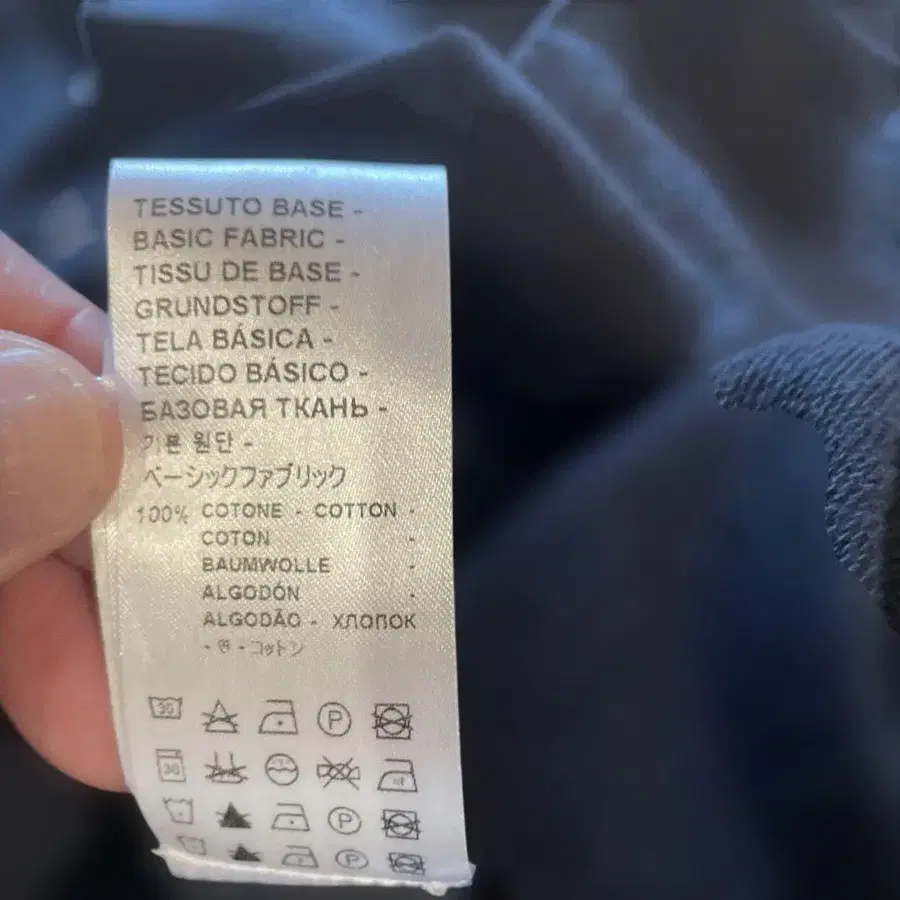 TESSUTO BASE -
BASIC FABRIC -
TISSU DE BASE -
GRUNDSTOFF -
TELA BÁSICA -
TECIDO BÁSICO -
БАЗОВАЯ ТКАНЬ -
기본 원단 -
ベーシックファブリック
100% COTONE - COTTON -
COTON -
BAUMWOLLE -
ALGODÓN -
ALGODÃO - ХЛОПОК
- 면 - コットン
30 P
30
P
P